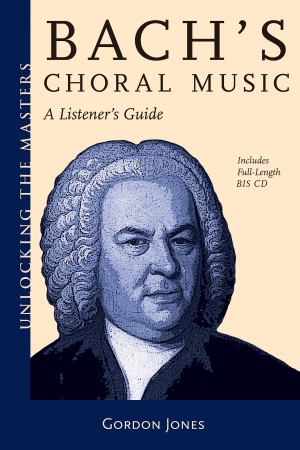 BACH'S
CHORAL MUSIC
A Listener's Guide
Includes
Full-Length
BIS CD
UNLOCKING THE MASTERS
GORDON JONES